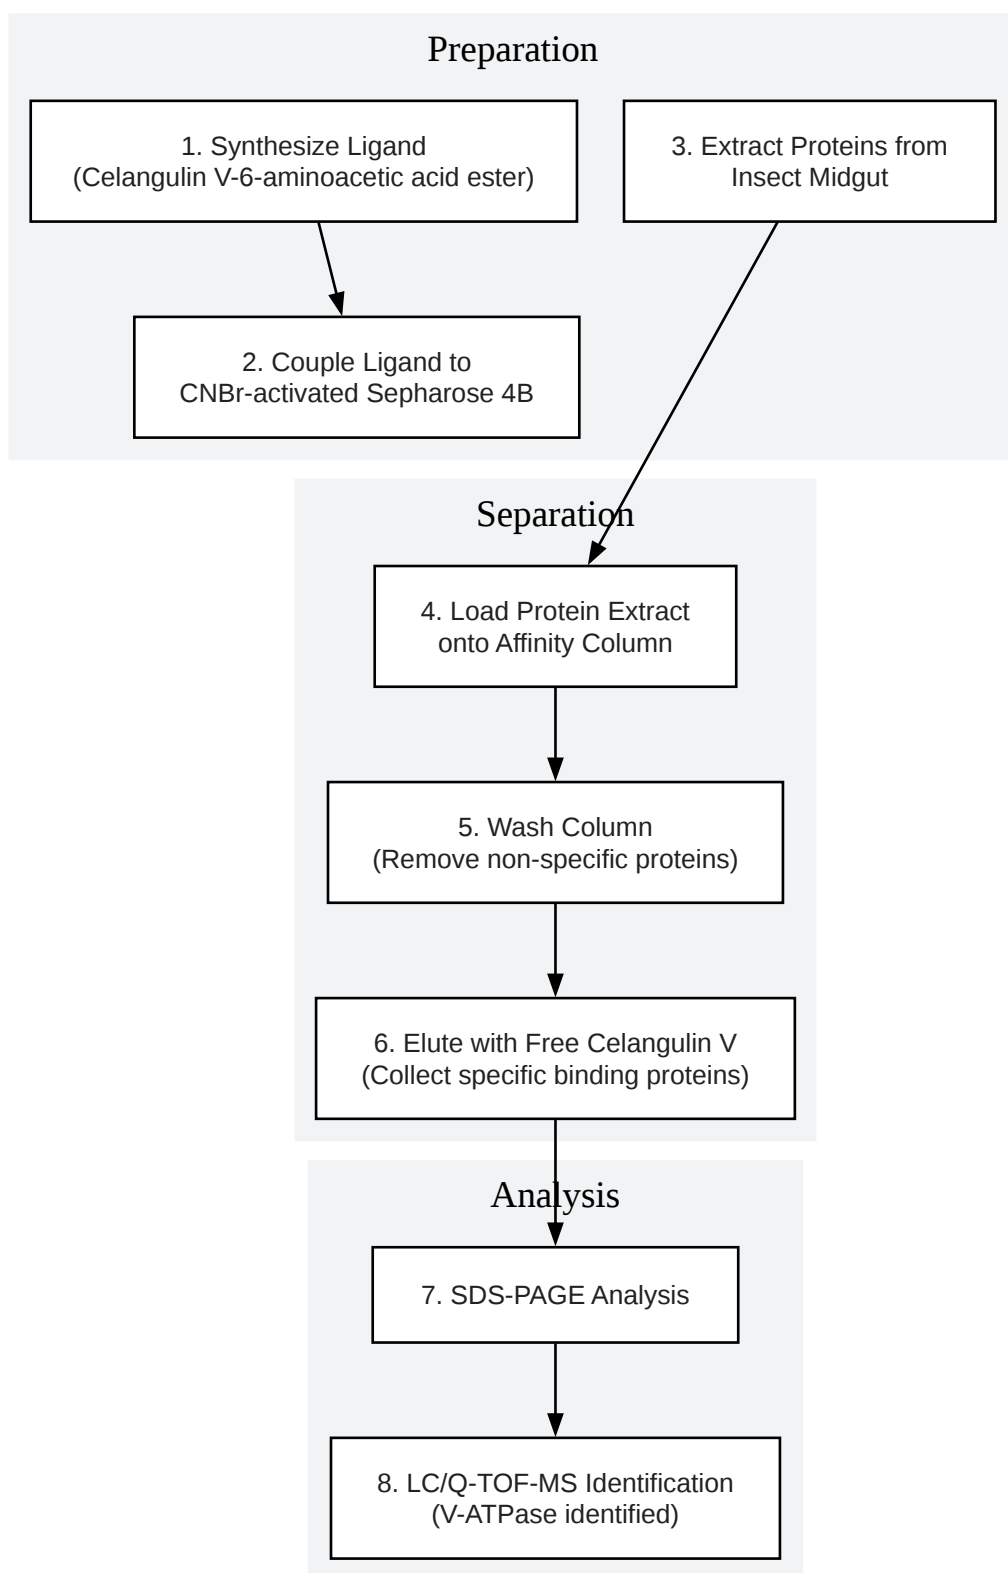 Preparation
1. Synthesize Ligand
(Celangulin V-6-aminoacetic acid ester)
3. Extract Proteins from
Insect Midgut
2. Couple Ligand to
CNBr-activated Sepharose 4B
Separation
4. Load Protein Extract
onto Affinity Column
5. Wash Column
(Remove non-specific proteins)
6. Elute with Free Celangulin V
(Collect specific binding proteins)
Analysis
7. SDS-PAGE Analysis
8. LC/Q-TOF-MS Identification
(V-ATPase identified)